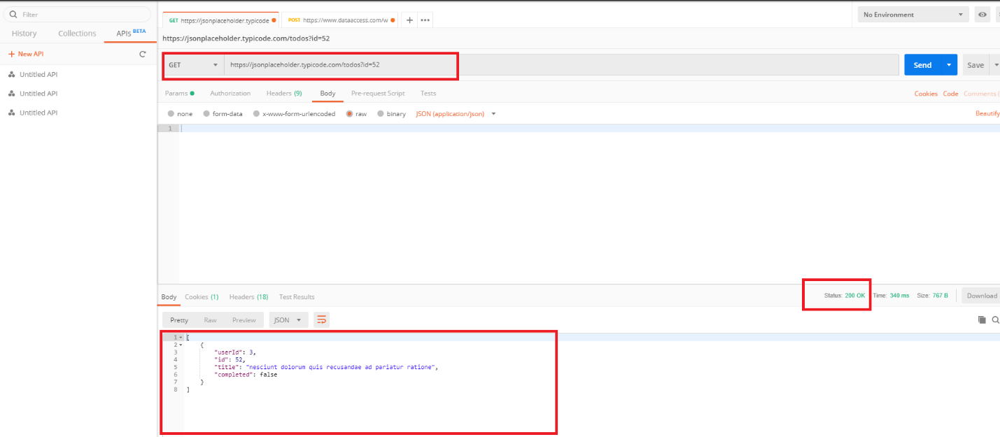 Filter
History Collections APIs BETA
+ New API
Untitled API
Untitled API
Untitled API
GET https://jsonplaceholder.typicode
POST https://www.dataaccess.com/w
No Environment
https://jsonplaceholder.typicode.com/todos?id=52
GET https://jsonplaceholder.typicode.com/todos?id=52 Send Save
Params Authorization Headers (9) Body Pre-request Script Tests Cookies Code Comments (
none form-data x-www-form-urlencoded raw binary JSON (application/json) Beautify
1
Body Cookies (1) Headers (18) Test Results Status: 200 OK Time: 340 ms Size: 767 B Download
Pretty Raw Preview JSON
1 [
2 {
3 "userId": 3,
4 "id": 52,
5 "title": "nesciunt dolorum quis recusandae ad pariatur ratione",
6 "completed": false
7 }
8 ]